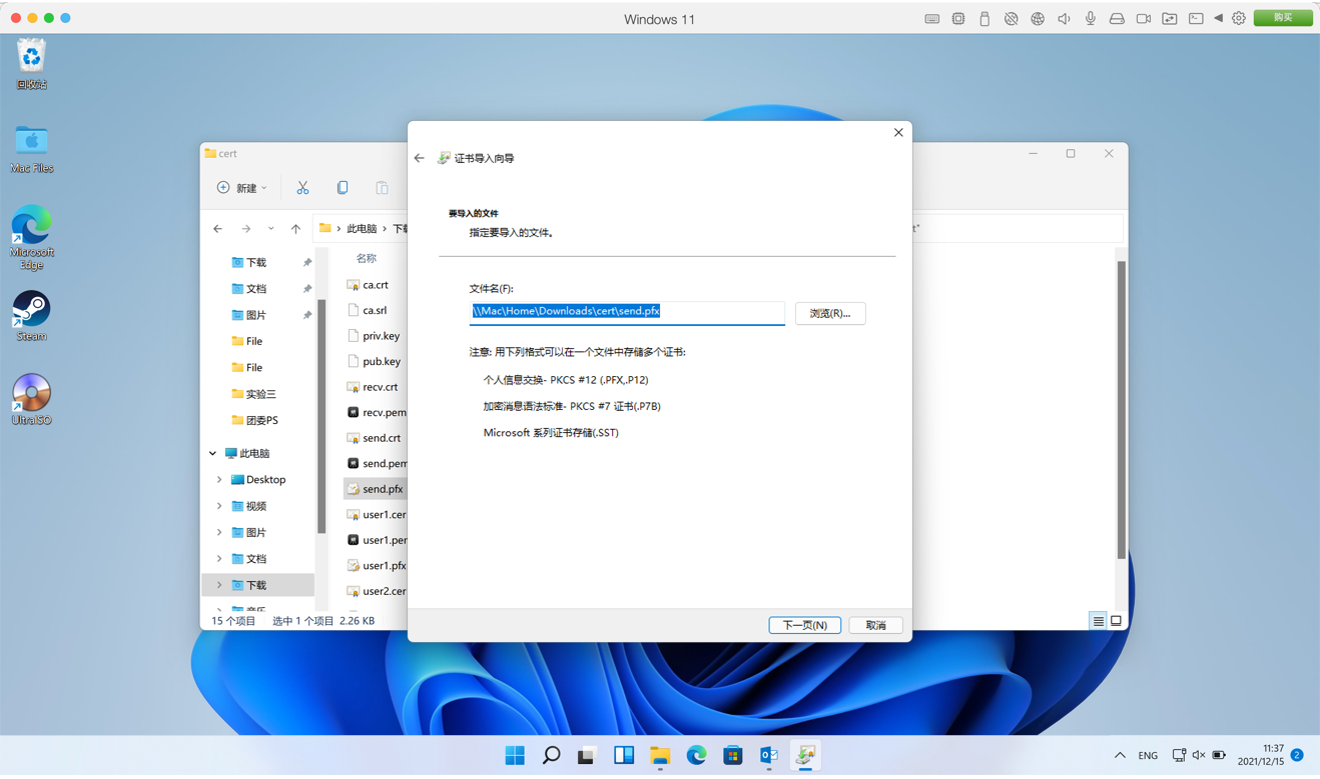 Windows 11
购买
回收站
Mac Files
Microsoft
Edge
Steam
UltraISO
cert
新建
此电脑
名称
下载
文档
图片
File
File
实验三
团委PS
此电脑
Desktop
视频
图片
文档
下载
ca.crt
ca.srl
priv.key
pub.key
recv.crt
recv.pem
send.crt
send.pem
send.pfx
user1.cer
user1.per
user1.pfx
user2.cer
15 个项目 选中 1 个项目 2.26 KB
证书导入向导
要导入的文件
指定要导入的文件。
文件名(F):
\\Mac\Home\Downloads\cert\send.pfx
浏览(R)...
注意: 用下列格式可以在一个文件中存储多个证书:
个人信息交换- PKCS #12 (.PFX,.P12)
加密消息语法标准- PKCS #7 证书(.P7B)
Microsoft 系列证书存储(.SST)
下一页(N)
取消
ENG
11:37
2021/12/15
2